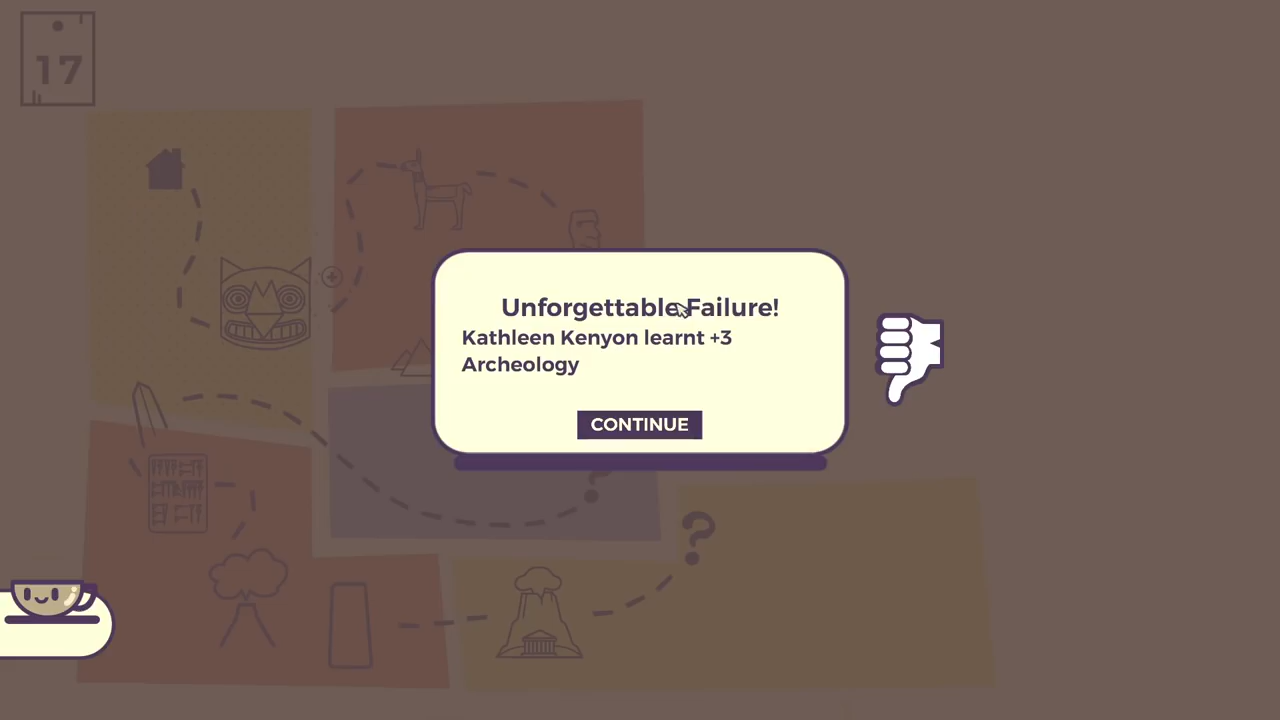 17
Unforgettable Failure!
Kathleen Kenyon learnt +3
Archeology
CONTINUE
?
?